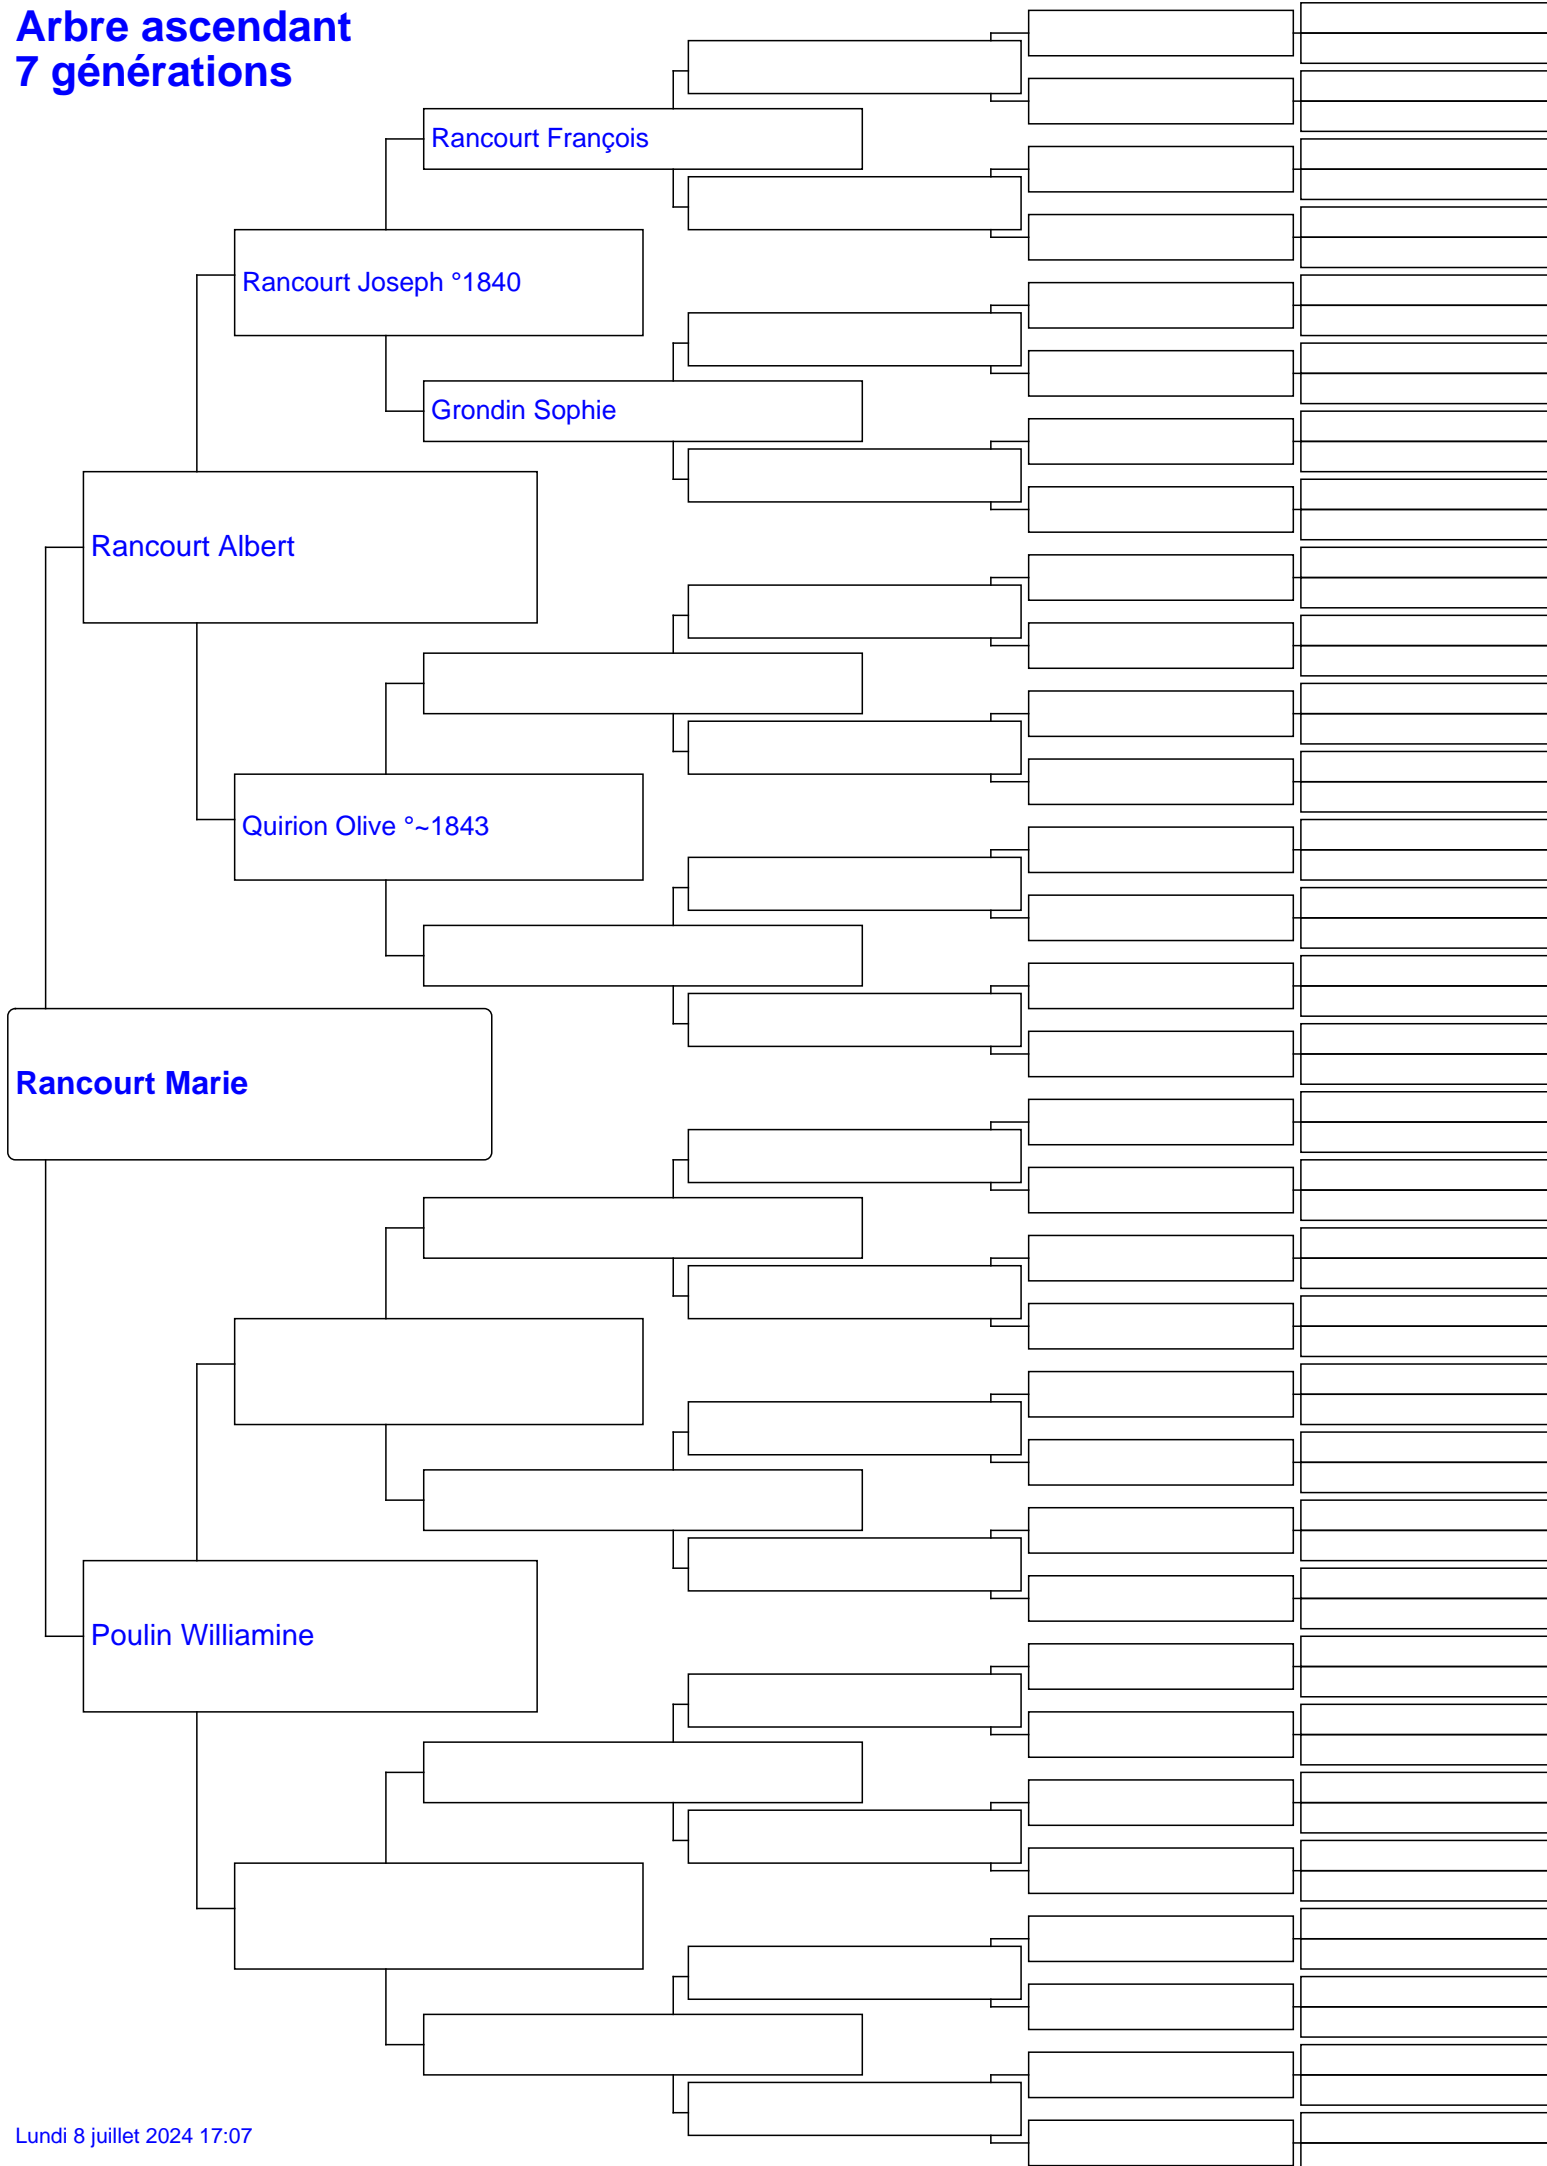 Arbre ascendant
7 générations
Rancourt François
Rancourt Joseph °1840
Grondin Sophie
Rancourt Albert
Quirion Olive °~1843
Rancourt Marie
Poulin Williamine
Lundi 8 juillet 2024 17:07